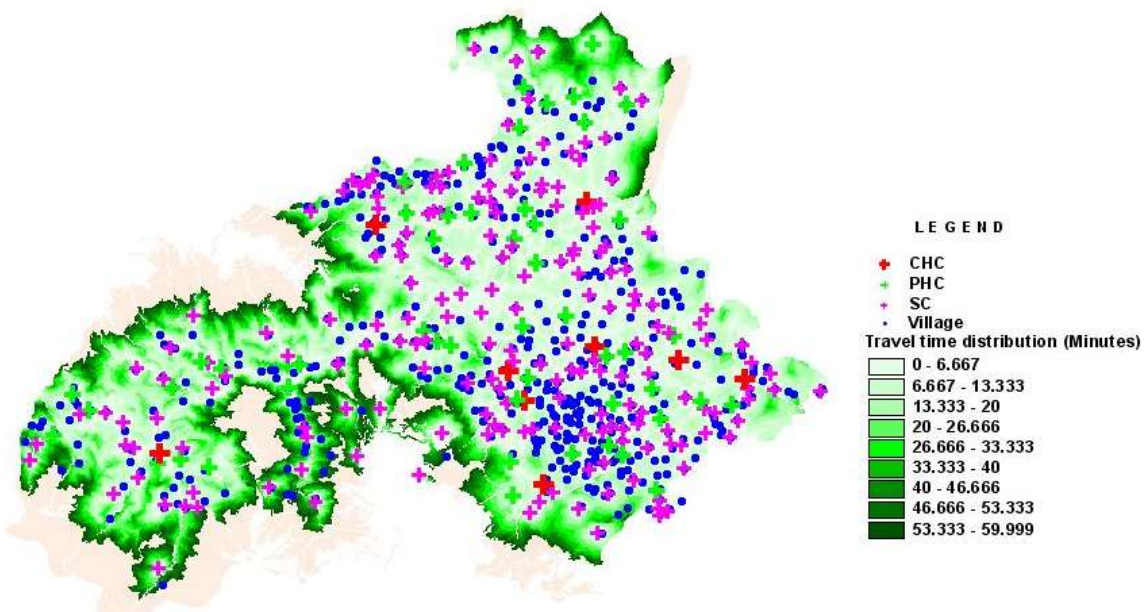 L E G E N D
CHC
PHC
SC
Village
Travel time distribution (Minutes)
0 - 6.667
6.667 - 13.333
13.333 - 20
20 - 26.666
26.666 - 33.333
33.333 - 40
40 - 46.666
46.666 - 53.333
53.333 - 59.999